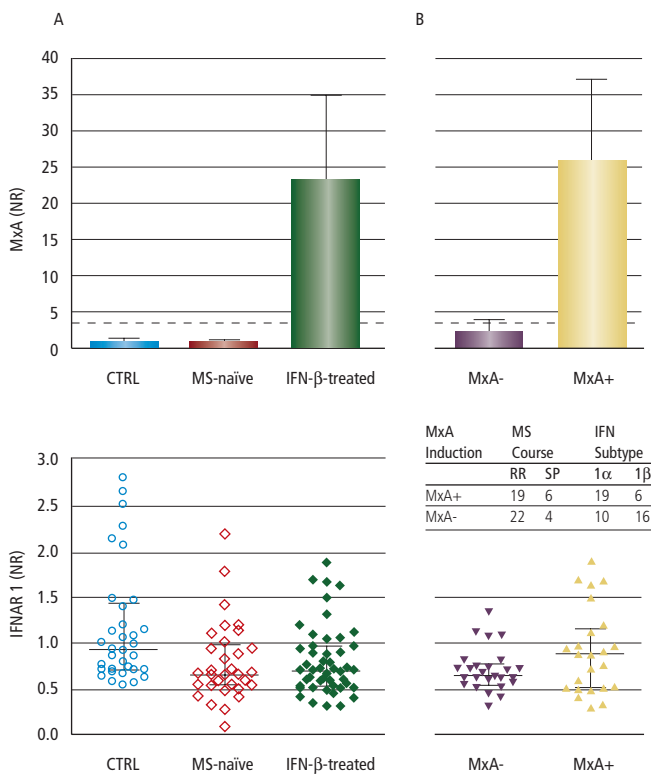 A B
40
35
30
25
20
15
10
5
0
MxA (NR)
CTRL MS-naïve IFN-β-treated MxA- MxA+
MxA MS IFN
Induction Course Subtype
RR SP 1α 1β
MxA+ 19 6 19 6
MxA- 22 4 10 16
3.0
2.5
2.0
1.5
1.0
0.5
0.0
IFNAR 1 (NR)
CTRL MS-naïve IFN-β-treated MxA- MxA+